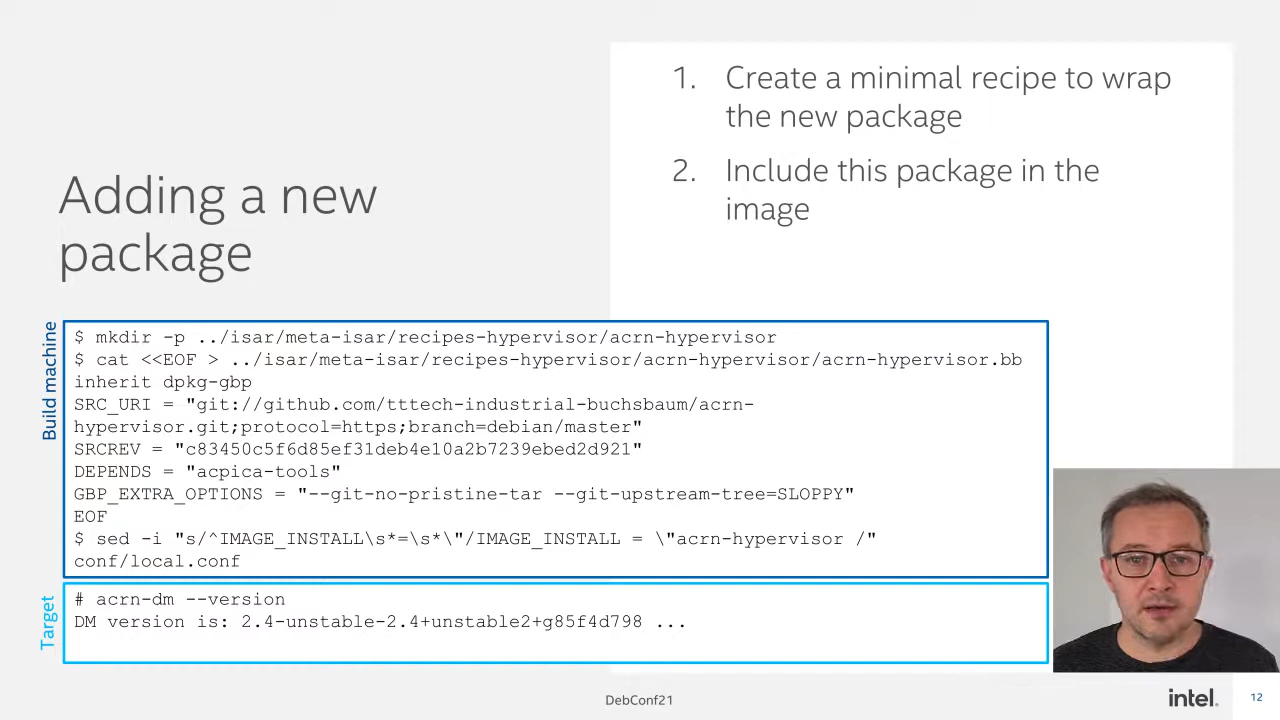 Adding a new
package
1. Create a minimal recipe to wrap
the new package
2. Include this package in the
image
Build machine
$ mkdir -p ../isar/meta-isar/recipes-hypervisor/acrn-hypervisor
$ cat <<EOF > ../isar/meta-isar/recipes-hypervisor/acrn-hypervisor/acrn-hypervisor.bb
inherit dpkg-gbp
SRC_URI = "git://github.com/tttech-industrial-buchsbaum/acrn-
hypervisor.git;protocol=https;branch=debian/master"
SRCREV = "c83450c5f6d85ef31deb4e10a2b7239ebed2d921"
DEPENDS = "acpica-tools"
GBP_EXTRA_OPTIONS = "--git-no-pristine-tar --git-upstream-tree=SLOPPY"
EOF
$ sed -i "s/^IMAGE_INSTALL\s*=\s*\"/IMAGE_INSTALL = \"acrn-hypervisor /"
conf/local.conf
Target
# acrn-dm --version
DM version is: 2.4-unstable-2.4+unstable2+g85f4d798 ...
DebConf21
intel.
12